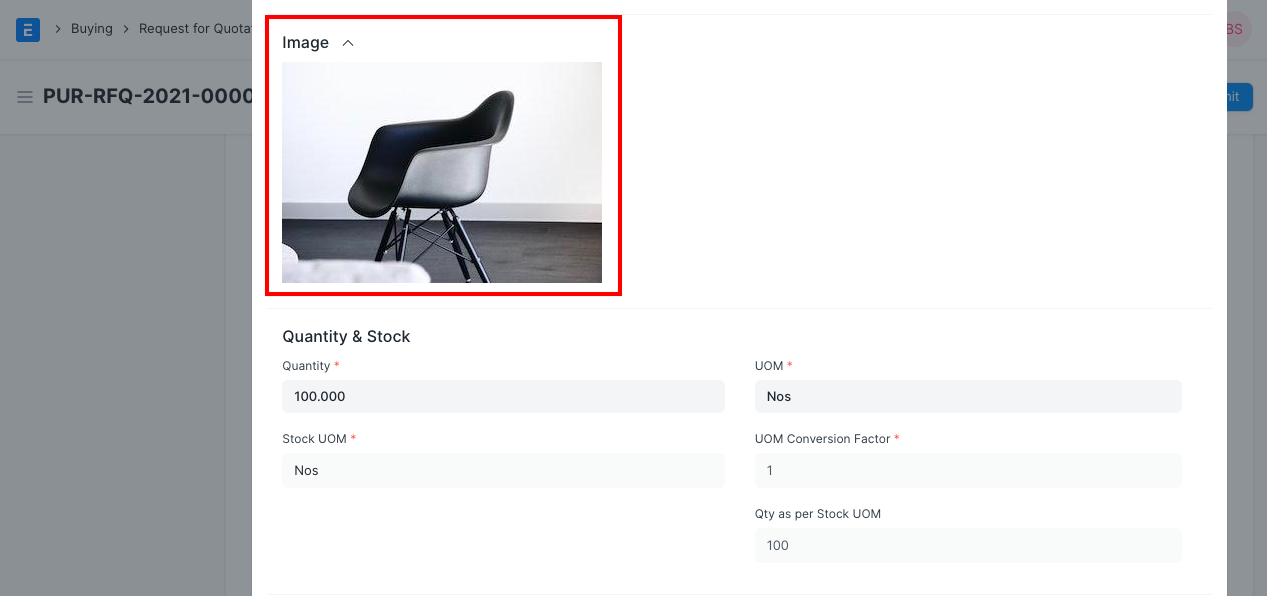 E > Buying > Request for Quota
BS
PUR-RFQ-2021-0000
Image
Quantity & Stock
Quantity *
UOM *
100.000
Nos
Stock UOM *
UOM Conversion Factor *
Nos
1
Qty as per Stock UOM
100